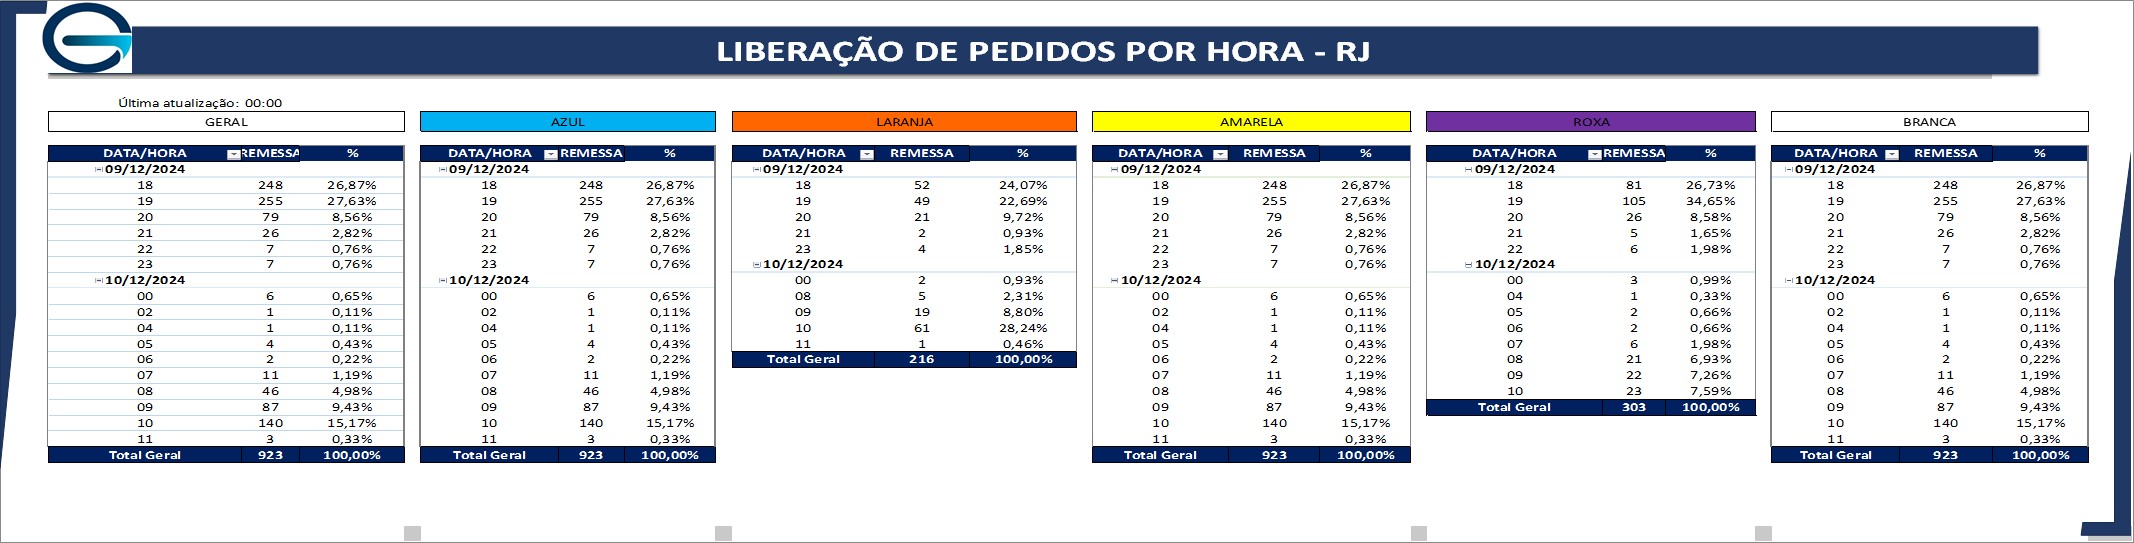 LIBERAÇÃO DE PEDIDOS POR HORA - RJ
Última atualização: 00:00
GERAL
DATA/HORA REMESSA %
09/12/2024
18 248 26,87%
19 255 27,63%
20 79 8,56%
21 26 2,82%
22 7 0,76%
23 7 0,76%
10/12/2024
00 6 0,65%
02 1 0,11%
04 1 0,11%
05 4 0,43%
06 2 0,22%
07 11 1,19%
08 46 4,98%
09 87 9,43%
10 140 15,17%
11 3 0,33%
Total Geral 923 100,00%
AZUL
DATA/HORA REMESSA %
09/12/2024
18 248 26,87%
19 255 27,63%
20 79 8,56%
21 26 2,82%
22 7 0,76%
23 7 0,76%
10/12/2024
00 6 0,65%
02 1 0,11%
04 1 0,11%
05 4 0,43%
06 2 0,22%
07 11 1,19%
08 46 4,98%
09 87 9,43%
10 140 15,17%
11 3 0,33%
Total Geral 923 100,00%
LARANJA
DATA/HORA REMESSA %
09/12/2024
18 52 24,07%
19 49 22,69%
20 21 9,72%
21 2 0,93%
23 4 1,85%
10/12/2024
00 2 0,93%
08 5 2,31%
09 19 8,80%
10 61 28,24%
11 1 0,46%
Total Geral 216 100,00%
AMARELA
DATA/HORA REMESSA %
09/12/2024
18 248 26,87%
19 255 27,63%
20 79 8,56%
21 26 2,82%
22 7 0,76%
23 7 0,76%
10/12/2024
00 6 0,65%
02 1 0,11%
04 1 0,11%
05 4 0,43%
06 2 0,22%
07 11 1,19%
08 46 4,98%
09 87 9,43%
10 140 15,17%
11 3 0,33%
Total Geral 923 100,00%
ROXA
DATA/HORA REMESSA %
09/12/2024
18 81 26,73%
19 105 34,65%
20 26 8,58%
21 5 1,65%
22 6 1,98%
10/12/2024
00 3 0,99%
04 1 0,33%
05 2 0,66%
06 2 0,66%
07 6 1,98%
08 21 6,93%
09 22 7,26%
10 23 7,59%
Total Geral 303 100,00%
BRANCA
DATA/HORA REMESSA %
09/12/2024
18 248 26,87%
19 255 27,63%
20 79 8,56%
21 26 2,82%
22 7 0,76%
23 7 0,76%
10/12/2024
00 6 0,65%
02 1 0,11%
04 1 0,11%
05 4 0,43%
06 2 0,22%
07 11 1,19%
08 46 4,98%
09 87 9,43%
10 140 15,17%
11 3 0,33%
Total Geral 923 100,00%